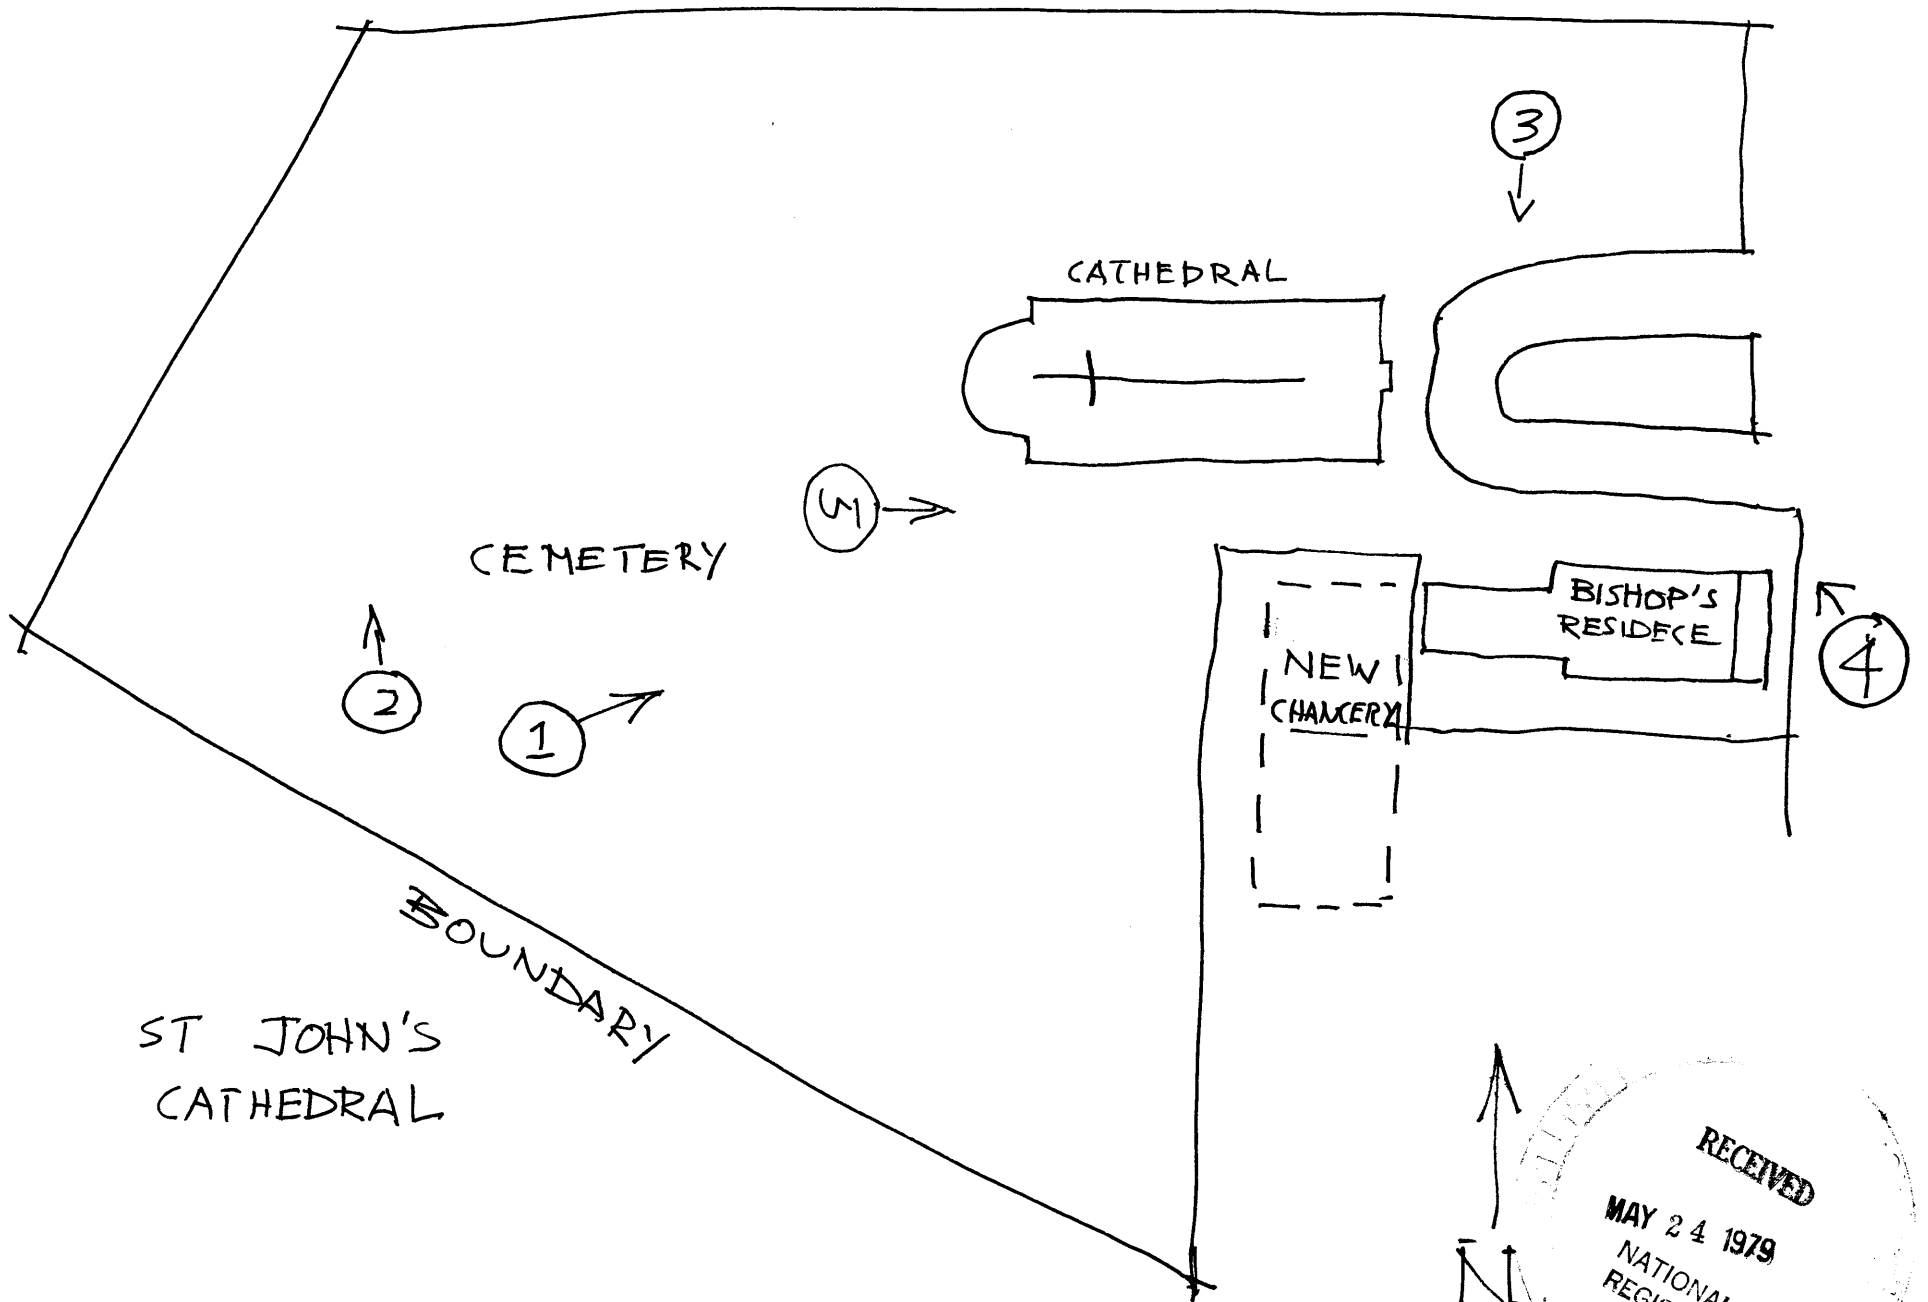 3
CATHEDRAL
5
CEMETERY
BISHOP'S
RESIDECE
4
NEW
CHANCERY
2
1
BOUNDARY
ST JOHN'S
CATHEDRAL
RECEIVED
MAY 24 1979
NATIONAL
N